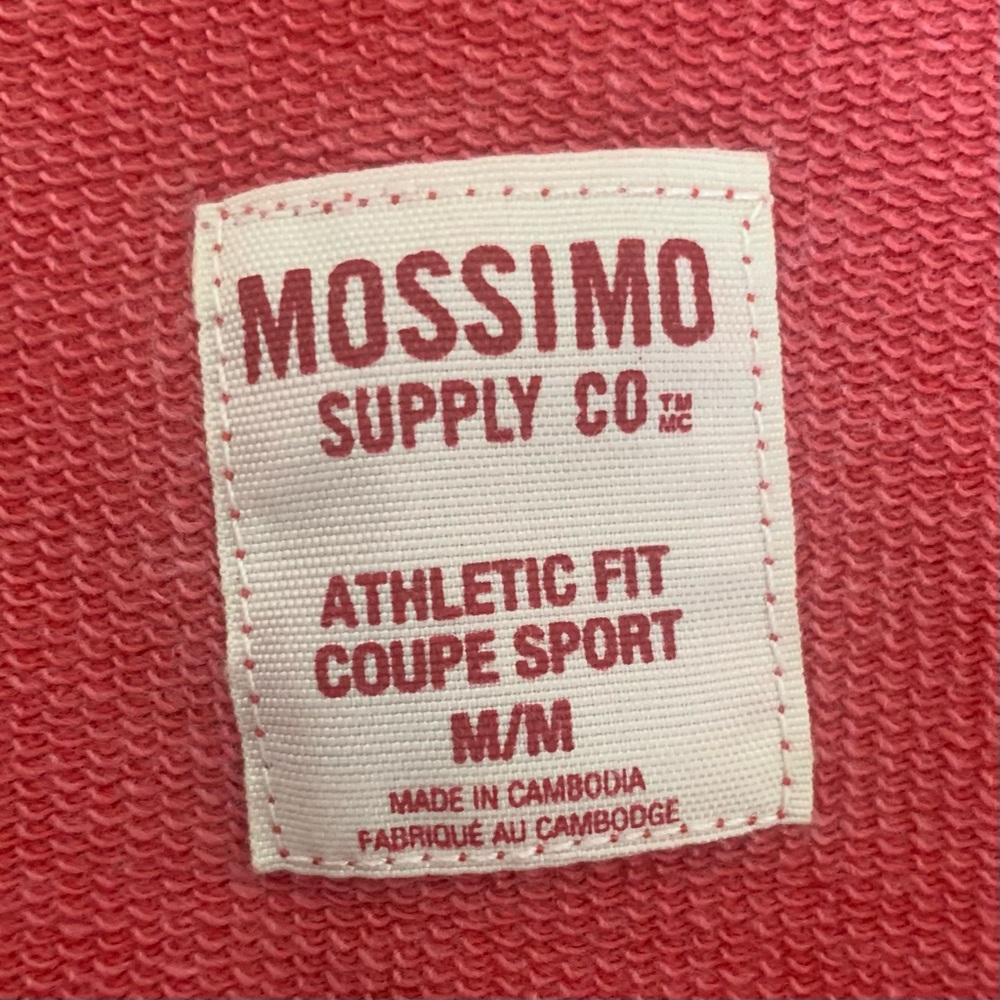 MOSSIMO
SUPPLY CO TM MC
ATHLETIC FIT
COUPE SPORT
M/M
MADE IN CAMBODIA
FABRIQUÉ AU CAMBODGE